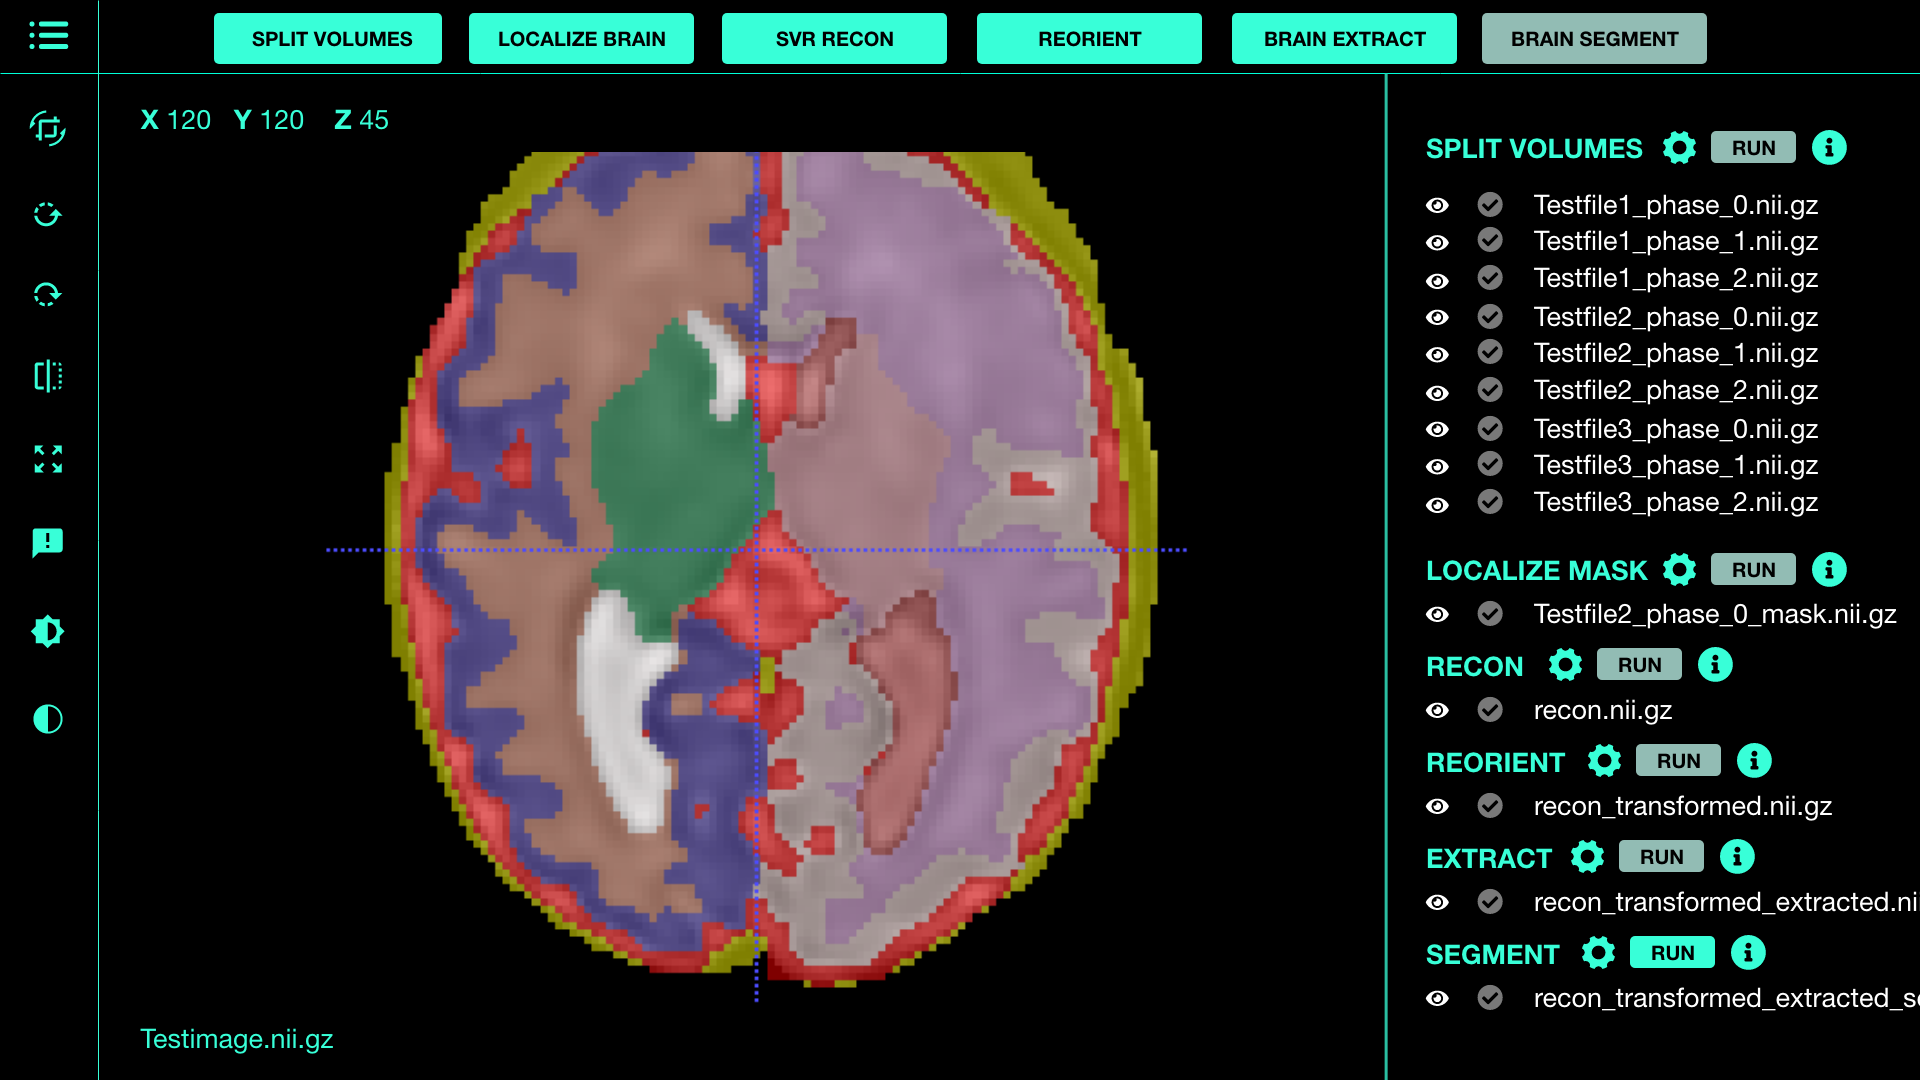 SPLIT VOLUMES
LOCALIZE BRAIN
SVR RECON
REORIENT
BRAIN EXTRACT
BRAIN SEGMENT
X 120 Y 120 Z 45
SPLIT VOLUMES RUN
Testfile1_phase_0.nii.gz
Testfile1_phase_1.nii.gz
Testfile1_phase_2.nii.gz
Testfile2_phase_0.nii.gz
Testfile2_phase_1.nii.gz
Testfile2_phase_2.nii.gz
Testfile3_phase_0.nii.gz
Testfile3_phase_1.nii.gz
Testfile3_phase_2.nii.gz
LOCALIZE MASK RUN
Testfile2_phase_0_mask.nii.gz
RECON RUN
recon.nii.gz
REORIENT RUN
recon_transformed.nii.gz
EXTRACT RUN
recon_transformed_extracted.nii
SEGMENT RUN
recon_transformed_extracted_se
Testimage.nii.gz